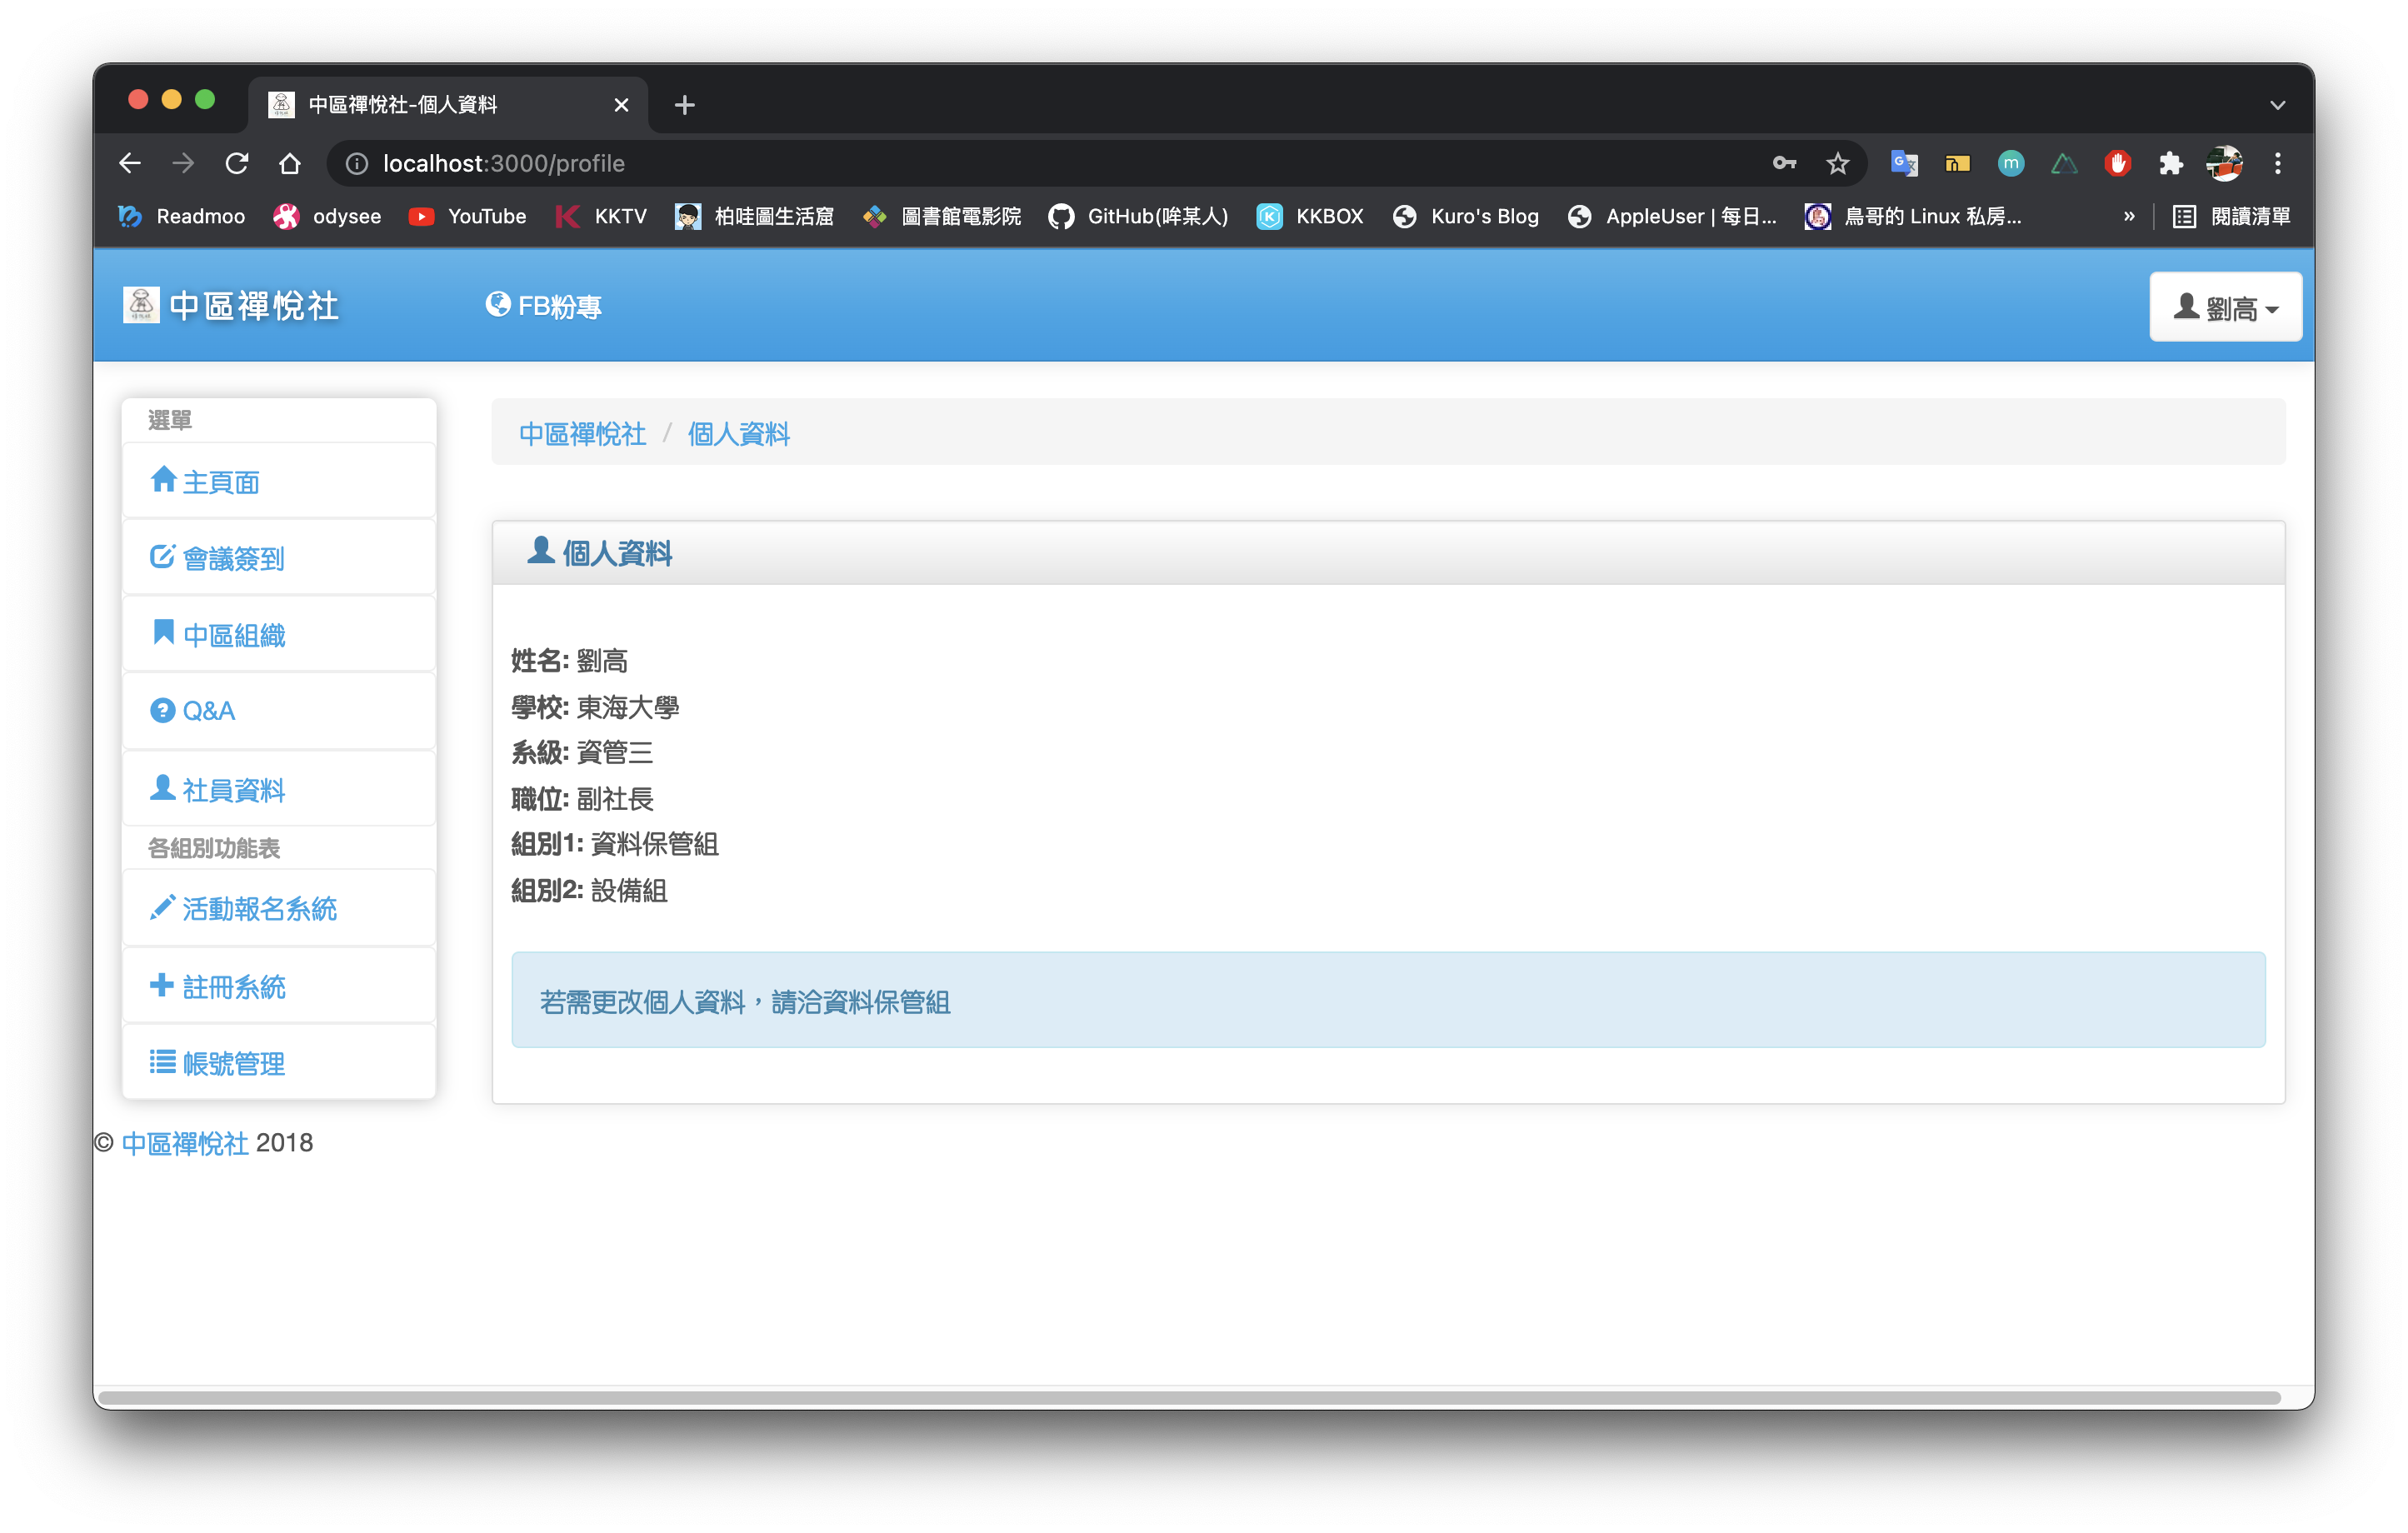 中區禪悅社-個人資料
localhost:3000/profile
Readmoo odysee YouTube KKTV 柏哇圖生活窩 圖書館電影院 GitHub(哞某人) KKBOX Kuro's Blog AppleUser | 每日... 鳥哥的 Linux 私房... » 閱讀清單
中區禪悅社 FB粉專 劉高
選單
主頁面
會議簽到
中區組織
Q&A
社員資料
各組別功能表
活動報名系統
註冊系統
帳號管理
中區禪悅社 / 個人資料
個人資料
姓名: 劉高
學校: 東海大學
系級: 資管三
職位: 副社長
組別1: 資料保管組
組別2: 設備組
若需更改個人資料，請洽資料保管組
© 中區禪悅社 2018